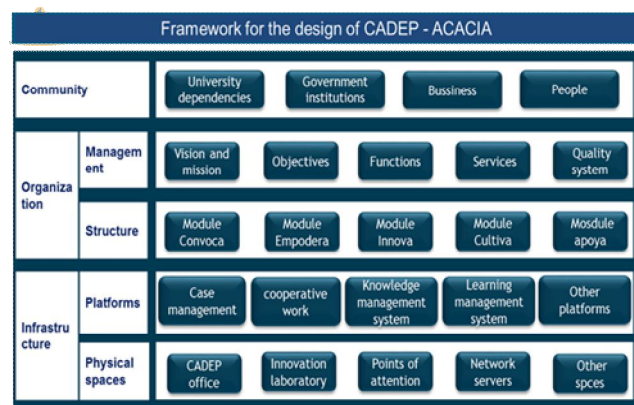 Framework for the design of CADEP - ACACIA
Community
University
dependencies
Government
institutions
Bussiness
People
Organiza
tion
Managem
ent
Vision and
mission
Objectives
Functions
Services
Quality
system
Structure
Module
Convoca
Module
Empodera
Module
Innova
Module
Cultiva
Mosdule
apoya
Infrastru
cture
Platforms
Case
management
cooperative
work
Knowledge
management
system
Learning
management
system
Other
platforms
Physical
spaces
CADEP
office
Innovation
laboratory
Points of
attention
Network
servers
Other
spces